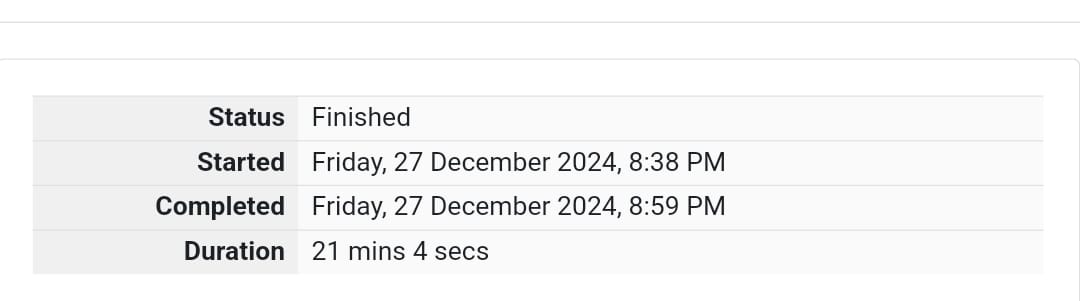 Status Finished
Started Friday, 27 December 2024, 8:38 PM
Completed Friday, 27 December 2024, 8:59 PM
Duration 21 mins 4 secs